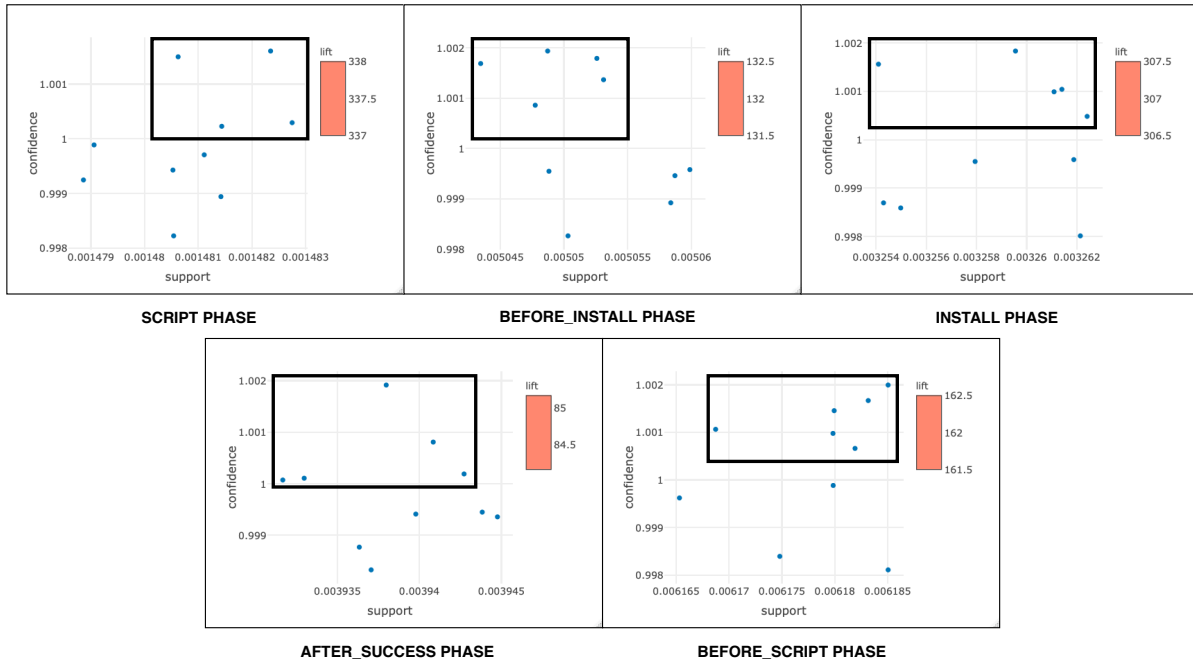 lift
338
337.5
337
1.001
1
0.999
0.998
confidence
0.001479
0.00148
0.001481
0.001482
0.001483
support
SCRIPT PHASE
lift
132.5
132
131.5
1.002
1.001
1
0.999
0.998
confidence
0.005045
0.00505
0.005055
0.00506
support
BEFORE_INSTALL PHASE
lift
307.5
307
306.5
1.002
1.001
1
0.999
0.998
confidence
0.003254
0.003256
0.003258
0.00326
0.003262
support
INSTALL PHASE
lift
85
84.5
1.002
1.001
1
0.999
confidence
0.003935
0.00394
0.003945
support
AFTER_SUCCESS PHASE
lift
162.5
162
161.5
1.002
1.001
1
0.999
0.998
confidence
0.006165
0.00617
0.006175
0.00618
0.006185
support
BEFORE_SCRIPT PHASE